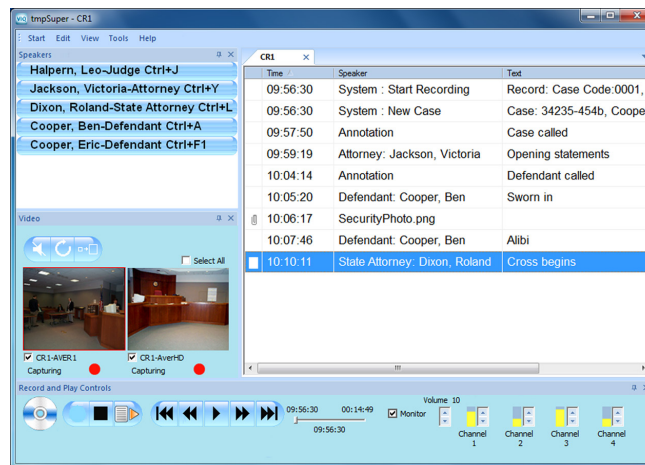 VIQ tmpSuper - CR1
Start Edit View Tools Help
Speakers
Halpern, Leo-Judge Ctrl+J
Jackson, Victoria-Attorney Ctrl+Y
Dixon, Roland-State Attorney Ctrl+L
Cooper, Ben-Defendant Ctrl+A
Cooper, Eric-Defendant Ctrl+F1
CR1
Time Speaker Text
09:56:30 System : Start Recording Record: Case Code:0001,
09:56:30 System : New Case Case: 34235-454b, Coope
09:57:50 Annotation Case called
09:59:19 Attorney: Jackson, Victoria Opening statements
10:04:14 Annotation Defendant called
10:05:20 Defendant: Cooper, Ben Sworn in
10:06:17 SecurityPhoto.png
10:07:46 Defendant: Cooper, Ben Alibi
10:10:11 State Attorney: Dixon, Roland Cross begins
Video
Select All
CR1-AVER1 CR1-AverHD
Capturing Capturing
Record and Play Controls
09:56:30 00:14:49
09:56:30
Monitor
Volume 10
Channel 1
Channel 2
Channel 3
Channel 4